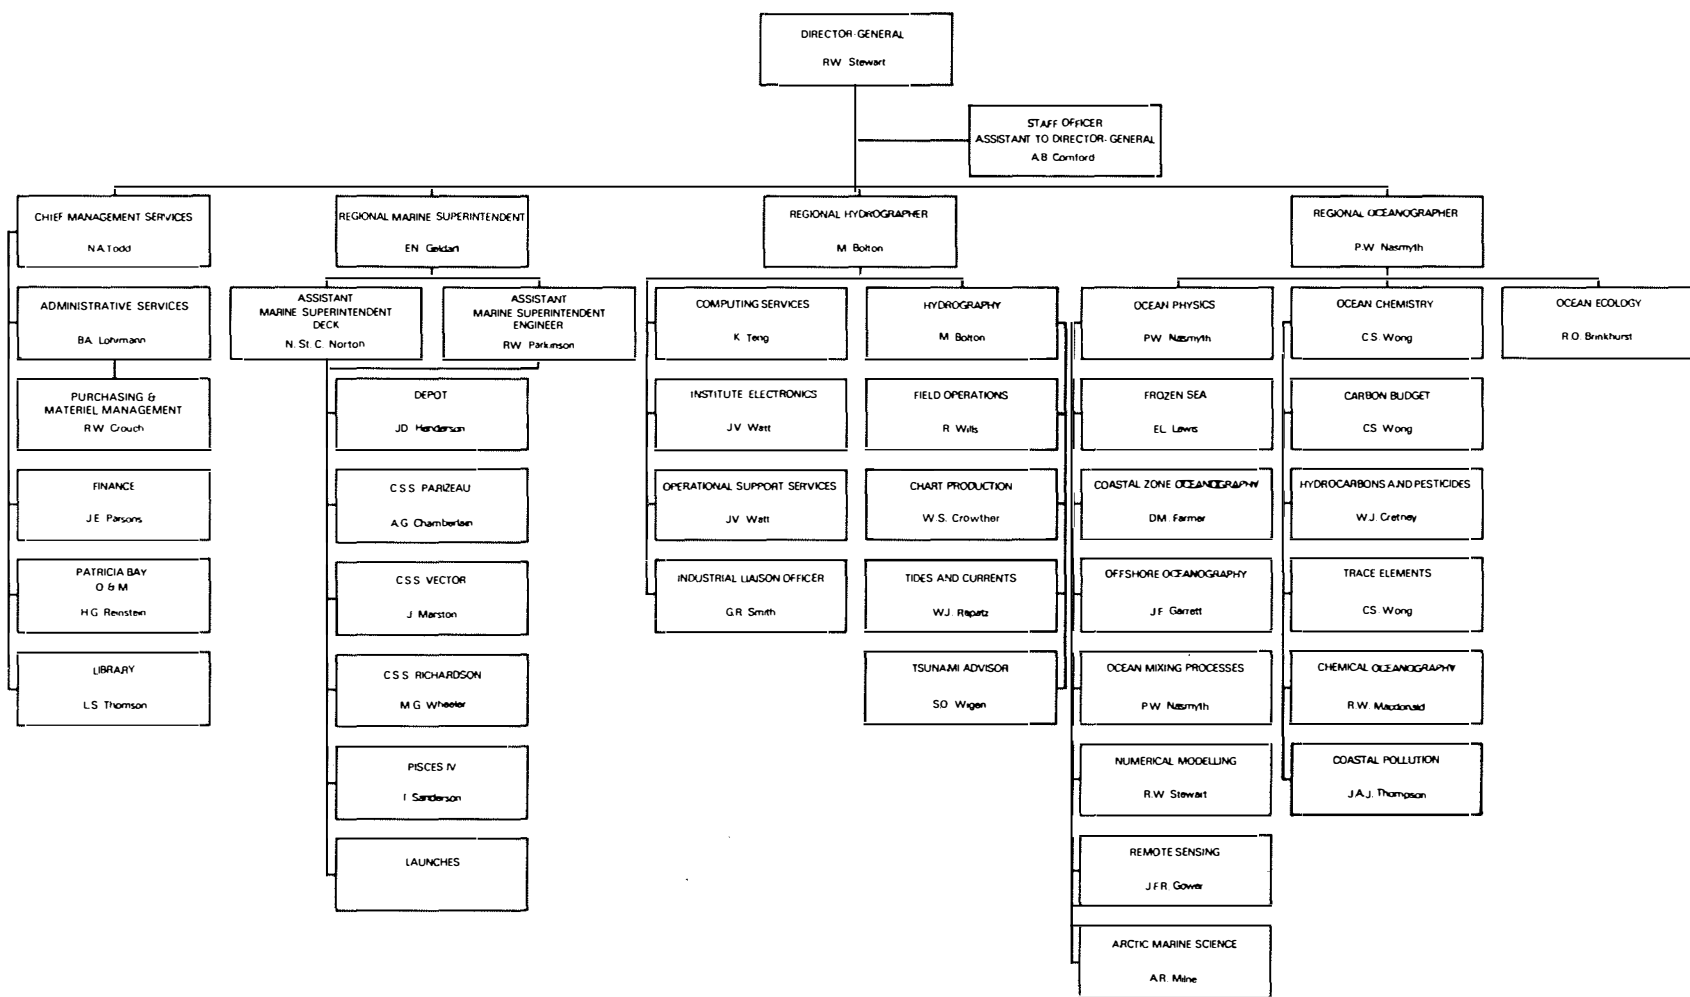 DIRECTOR-GENERAL
R.W. Stewart
STAFF OFFICER
ASSISTANT TO DIRECTOR-GENERAL
A.B. Cornford
CHIEF MANAGEMENT SERVICES
N.A. Todd
ADMINISTRATIVE SERVICES
B.A. Lohrmann
PURCHASING &
MATERIEL MANAGEMENT
R.W. Crouch
FINANCE
J.E. Parsons
PATRICIA BAY
O & M
H.G. Reinstein
LIBRARY
L.S. Thomson
REGIONAL MARINE SUPERINTENDENT
E.N. Geldart
ASSISTANT
MARINE SUPERINTENDENT
DECK
N. St. C. Norton
ASSISTANT
MARINE SUPERINTENDENT
ENGINEER
R.W. Parkinson
DEPOT
J.D. Henderson
C.S.S. PARIZEAU
A.G. Chamberlain
C.S.S. VECTOR
J. Marston
C.S.S. RICHARDSON
M.G. Wheeler
PISCES IV
I. Sanderson
LAUNCHES
REGIONAL HYDROGRAPHER
M. Bolton
COMPUTING SERVICES
K. Teng
INSTITUTE ELECTRONICS
J.V. Watt
OPERATIONAL SUPPORT SERVICES
J.V. Watt
INDUSTRIAL LIAISON OFFICER
G.R. Smith
HYDROGRAPHY
M. Bolton
FIELD OPERATIONS
R. Wills
CHART PRODUCTION
W.S. Crowther
TIDES AND CURRENTS
W.J. Rapatz
TSUNAMI ADVISOR
S.O. Wigen
REGIONAL OCEANOGRAPHER
P.W. Nasmyth
OCEAN PHYSICS
P.W. Nasmyth
FROZEN SEA
E.L. Lewis
COASTAL ZONE OCEANOGRAPHY
D.M. Farmer
OFFSHORE OCEANOGRAPHY
J.F. Garrett
OCEAN MIXING PROCESSES
P.W. Nasmyth
NUMERICAL MODELLING
R.W. Stewart
REMOTE SENSING
J.F.R. Gower
ARCTIC MARINE SCIENCE
A.R. Milne
OCEAN CHEMISTRY
C.S. Wong
CARBON BUDGET
C.S. Wong
HYDROCARBONS AND PESTICIDES
W.J. Cretney
TRACE ELEMENTS
C.S. Wong
CHEMICAL OCEANOGRAPHY
R.W. Macdonald
COASTAL POLLUTION
J.A.J. Thompson
OCEAN ECOLOGY
R.O. Brinkhurst